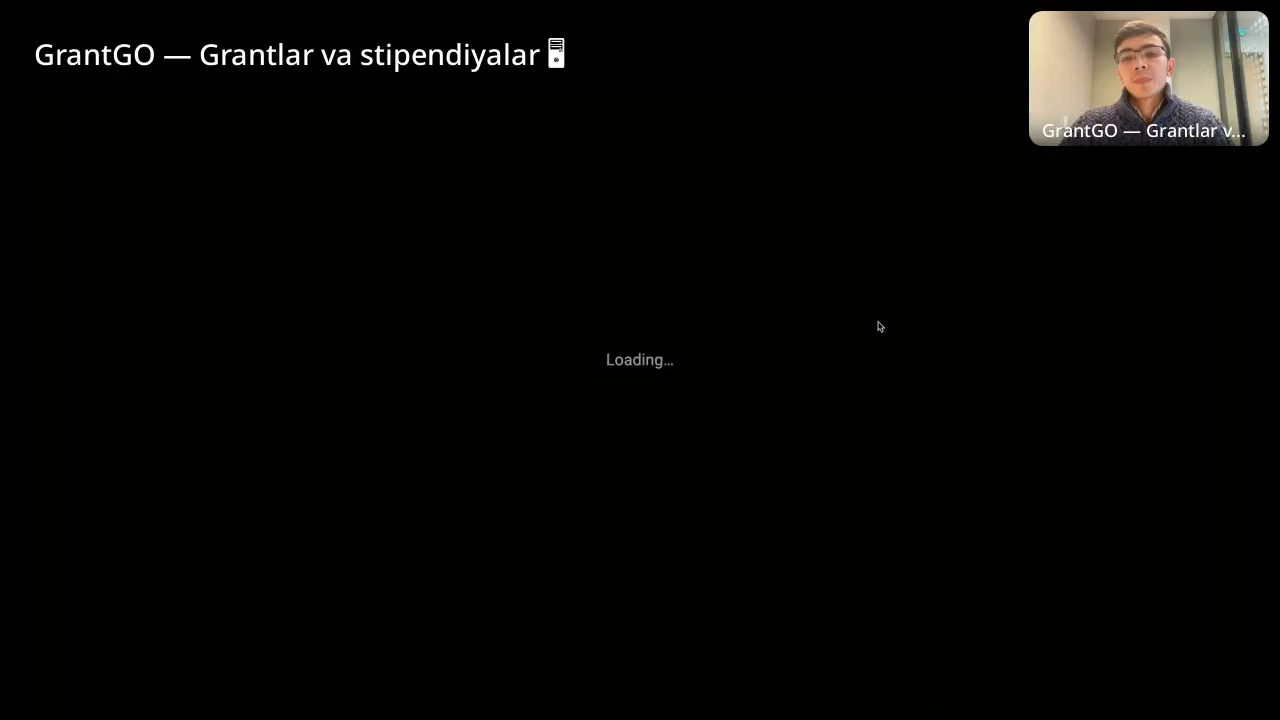 GrantGO — Grantlar va stipendiyalar 🖥
GrantGO — Grantlar v...
Loading...